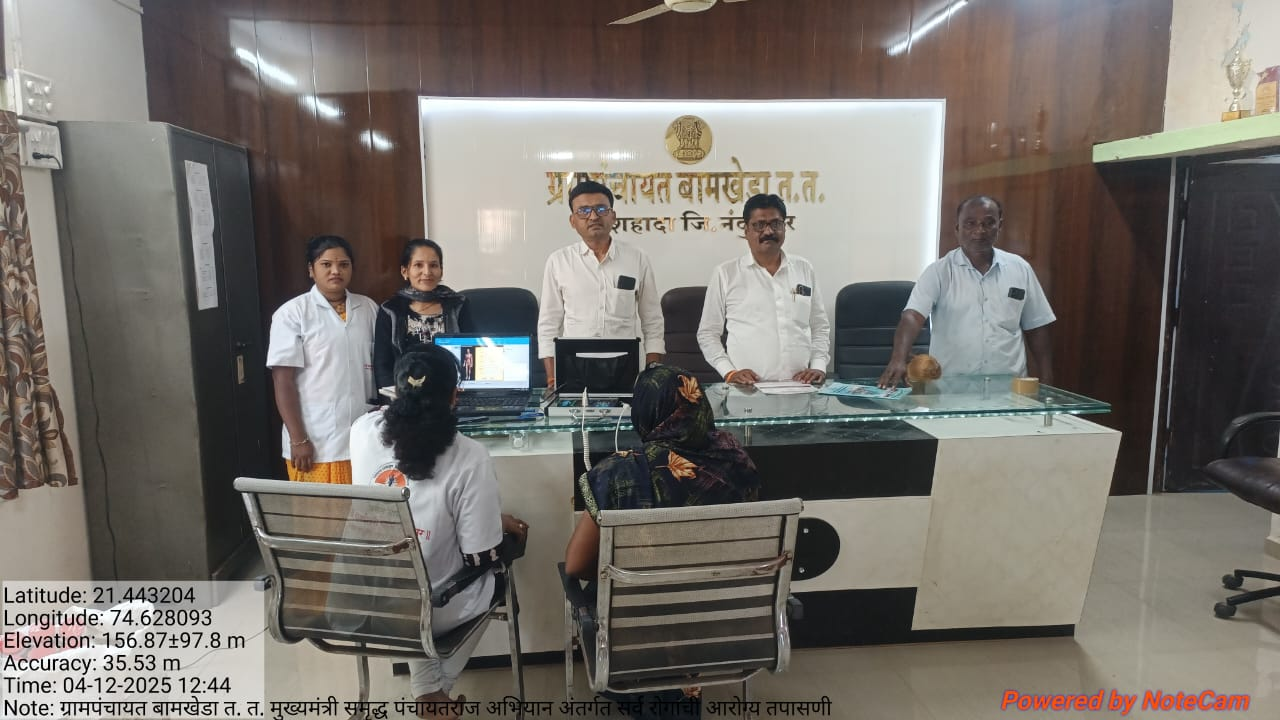 ग्रामपंचायत बामखेडा त.त.
शहादा जि. नंदुरबार
Latitude: 21.443204
Longitude: 74.628093
Elevation: 156.87±97.8 m
Accuracy: 35.53 m
Time: 04-12-2025 12:44
Note: ग्रामपंचायत बामखेडा त. त. मुख्यमंत्री समृद्ध पंचायतराज अभियान अंतर्गत सर्व रोगांची आरोग्य तपासणी
Powered by NoteCam